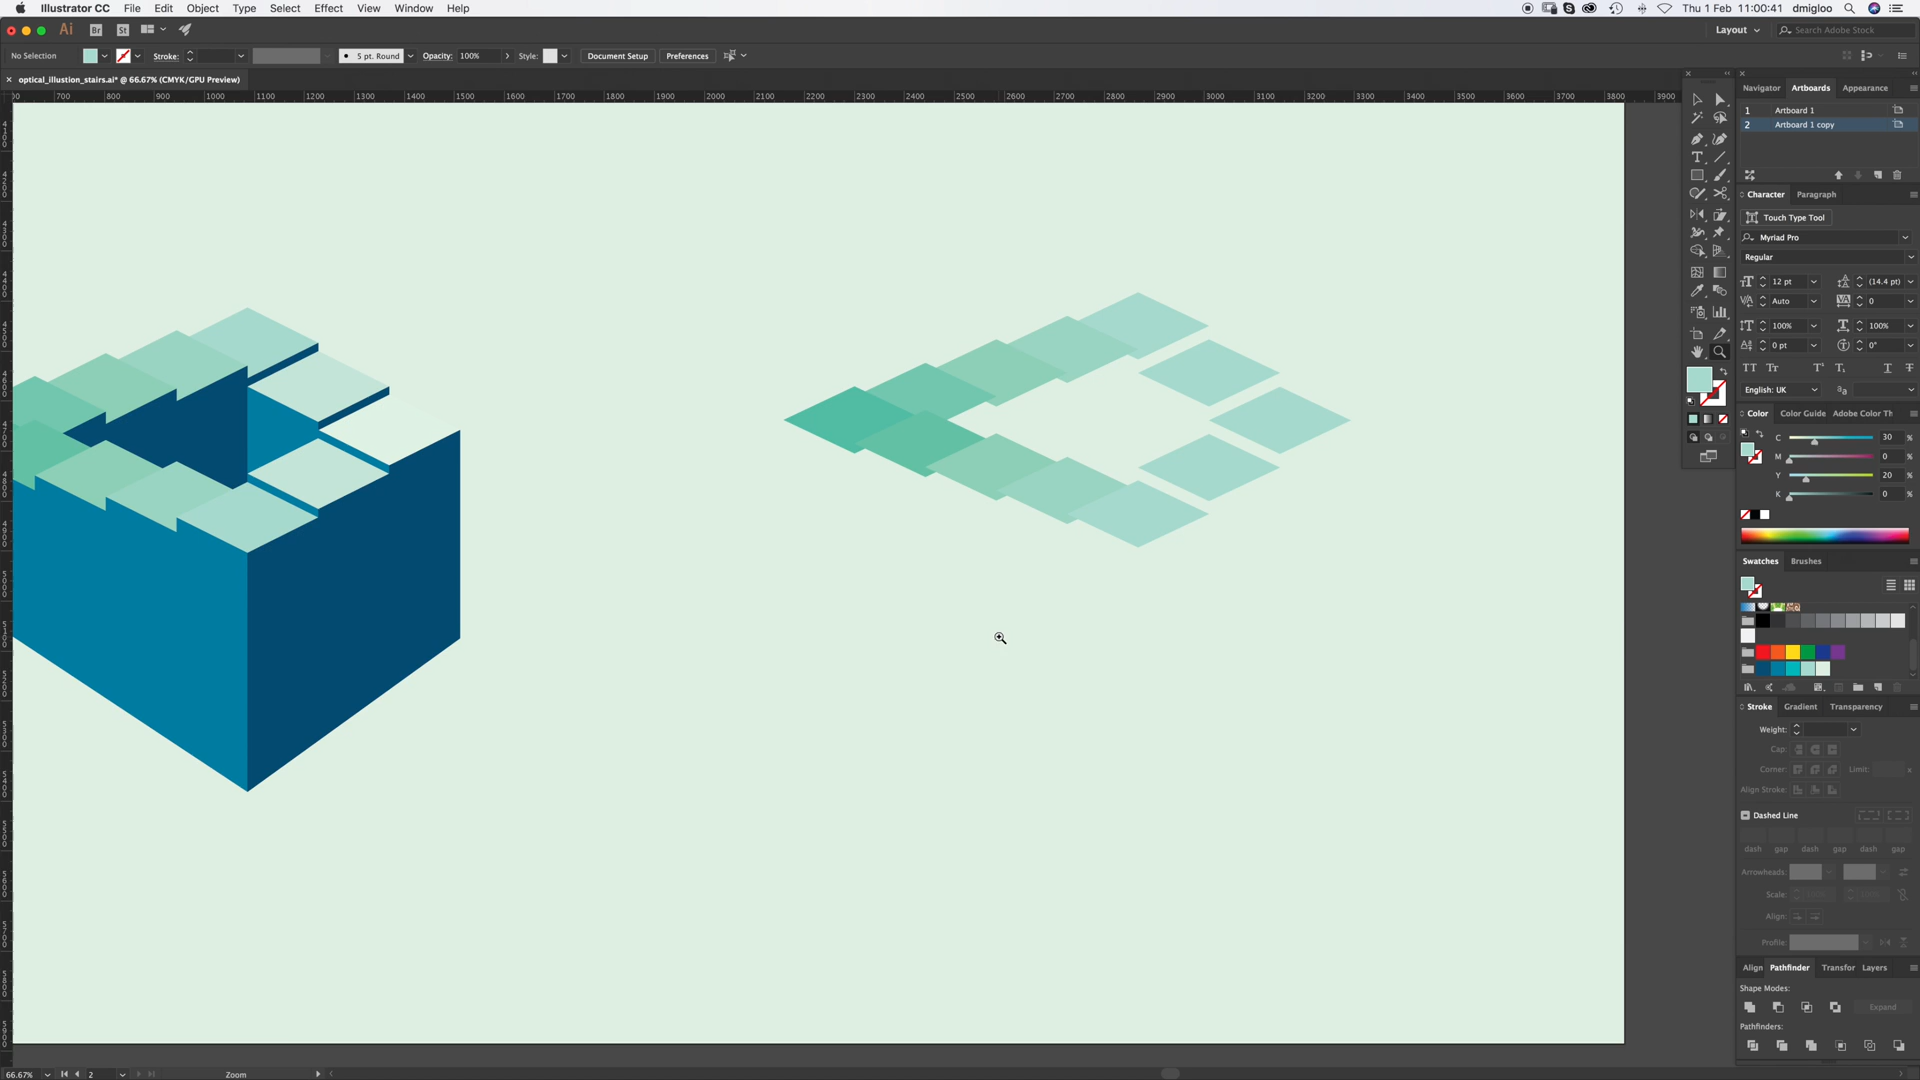 Illustrator CC File Edit Object Type Select Effect View Window Help Thu 1 Feb 11:00:41 dmigloo
Ai Br St Layout Search Adobe Stock
No Selection Stroke: 5 pt. Round Opacity: 100% Style: Document Setup Preferences
optical_illustion_stairs.ai* @ 66.67% (CMYK/GPU Preview)
700 800 900 1000 1100 1200 1300 1400 1500 1600 1700 1800 1900 2000 2100 2200 2300 2400 2500 2600 2700 2800 2900 3000 3100 3200 3300 3400 3500 3600 3700 3800 3900
Navigator Artboards Appearance
1 Artboard 1
2 Artboard 1 copy
Character Paragraph
Touch Type Tool
Myriad Pro
Regular
12 pt (14.4 pt)
Auto 0
100% 100%
0 pt 0°
English: UK
Color Color Guide Adobe Color Th
C 30 %
M 0 %
Y 20 %
K 0 %
Swatches Brushes
Stroke Gradient Transparency
Weight:
Cap:
Corner: Limit: x
Align Stroke:
Dashed Line
dash gap dash gap dash gap
Arrowheads:
Scale:
Align:
Profile:
Align Pathfinder Transfor Layers
Shape Modes:
Expand
Pathfinders:
66.67% 2 Zoom